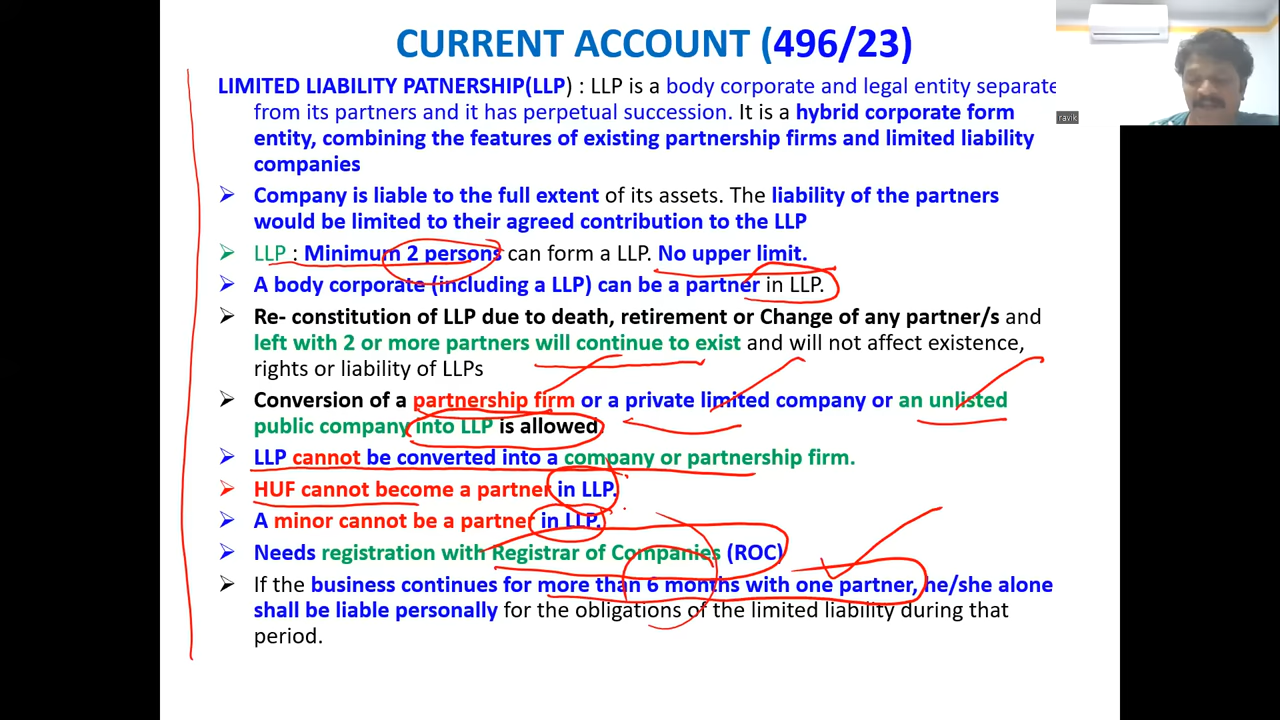 CURRENT ACCOUNT (496/23)
LIMITED LIABILITY PATNERSHIP(LLP) : LLP is a body corporate and legal entity separate
from its partners and it has perpetual succession. It is a hybrid corporate form
entity, combining the features of existing partnership firms and limited liability
companies
➢ Company is liable to the full extent of its assets. The liability of the partners
would be limited to their agreed contribution to the LLP
➢ LLP : Minimum 2 persons can form a LLP. No upper limit.
➢ A body corporate (including a LLP) can be a partner in LLP.
➢ Re- constitution of LLP due to death, retirement or Change of any partner/s and
left with 2 or more partners will continue to exist and will not affect existence,
rights or liability of LLPs
➢ Conversion of a partnership firm or a private limited company or an unlisted
public company into LLP is allowed
➢ LLP cannot be converted into a company or partnership firm.
➢ HUF cannot become a partner in LLP.
➢ A minor cannot be a partner in LLP.
➢ Needs registration with Registrar of Companies (ROC)
➢ If the business continues for more than 6 months with one partner, he/she alone
shall be liable personally for the obligations of the limited liability during that
period.
ravik